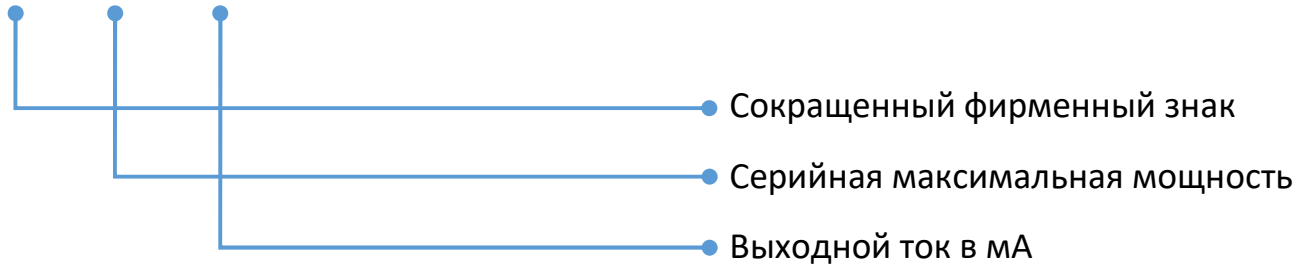 Сокращенный фирменный знак
Серийная максимальная мощность
Выходной ток в мА